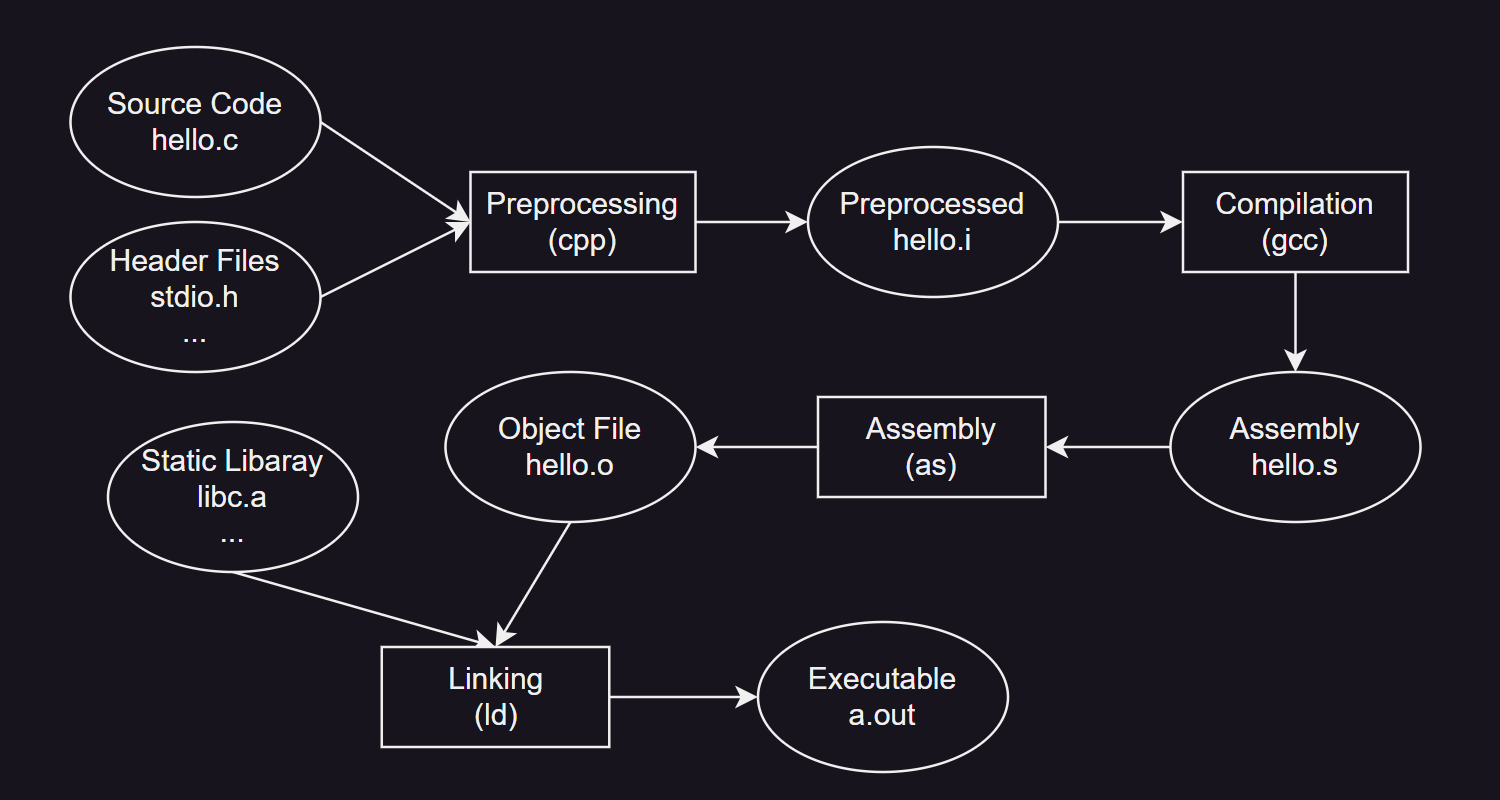 Source Code
hello.c
Header Files
stdio.h
...
Preprocessing
(cpp)
Preprocessed
hello.i
Compilation
(gcc)
Assembly
hello.s
Assembly
(as)
Object File
hello.o
Static Libaray
libc.a
...
Linking
(ld)
Executable
a.out